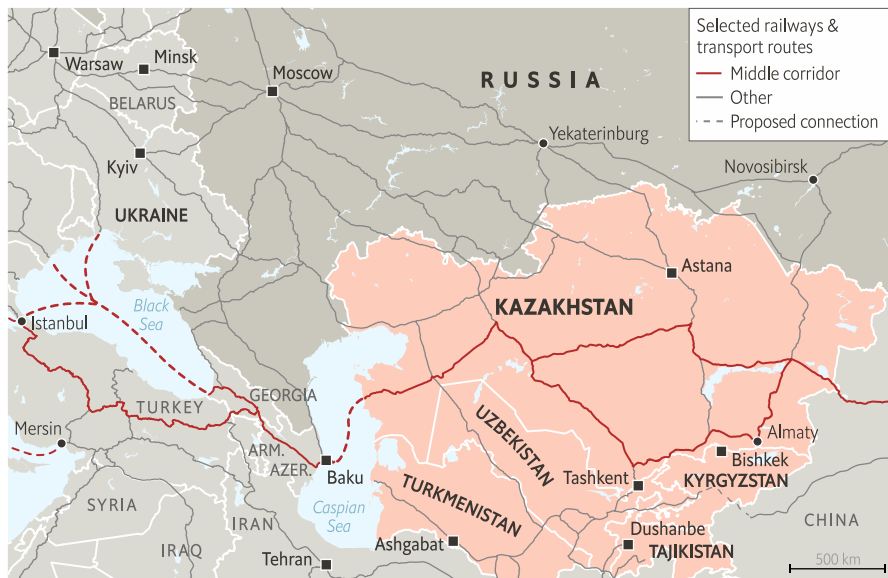 Selected railways &
transport routes
Middle corridor
Other
Proposed connection
Warsaw
Minsk
Moscow
RUSSIA
BELARUS
Yekaterinburg
Kyiv
Novosibirsk
UKRAINE
Astana
Black
Sea
KAZAKHSTAN
Istanbul
GEORGIA
TURKEY
UZBEKISTAN
Mersin
ARM.
AZER.
Almaty
Baku
Bishkek
Tashkent
KYRGYZSTAN
TURKMENISTAN
SYRIA
Caspian
Sea
IRAN
CHINA
Dushanbe
Ashgabat
TAJIKISTAN
IRAQ
Tehran
500 km